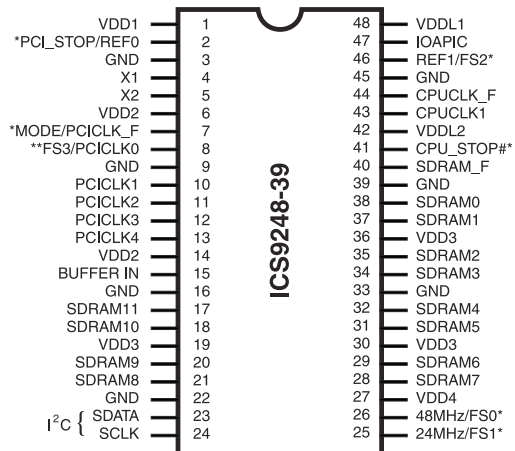 VDD1 1 48 VDDL1
*PCI_STOP/REF0 2 47 IOAPIC
GND 3 46 REF1/FS2*
X1 4 45 GND
X2 5 44 CPUCLK_F
VDD2 6 43 CPUCLK1
*MODE/PCICLK_F 7 42 VDDL2
**FS3/PCICLK0 8 41 CPU_STOP#*
GND 9 40 SDRAM_F
PCICLK1 10 39 GND
PCICLK2 11 38 SDRAM0
PCICLK3 12 37 SDRAM1
PCICLK4 13 36 VDD3
VDD2 14 35 SDRAM2
BUFFER IN 15 34 SDRAM3
GND 16 33 GND
SDRAM11 17 32 SDRAM4
SDRAM10 18 31 SDRAM5
VDD3 19 30 VDD3
SDRAM9 20 29 SDRAM6
SDRAM8 21 28 SDRAM7
GND 22 27 VDD4
I²C { SDATA 23 26 48MHz/FS0*
SCLK 24 25 24MHz/FS1*
ICS9248-39